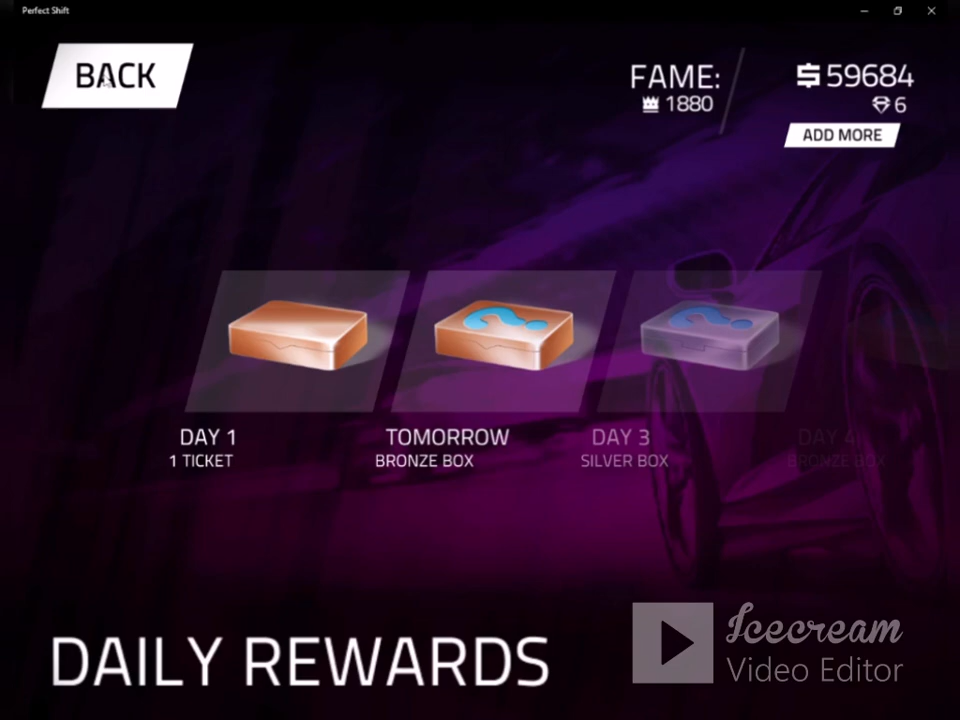 Perfect Shift
BACK
FAME:
1880
$ 59684
6
ADD MORE
DAY 1
1 TICKET
TOMORROW
BRONZE BOX
DAY 3
SILVER BOX
DAY 4
BRONZE BOX
DAILY REWARDS
Icecream
Video Editor